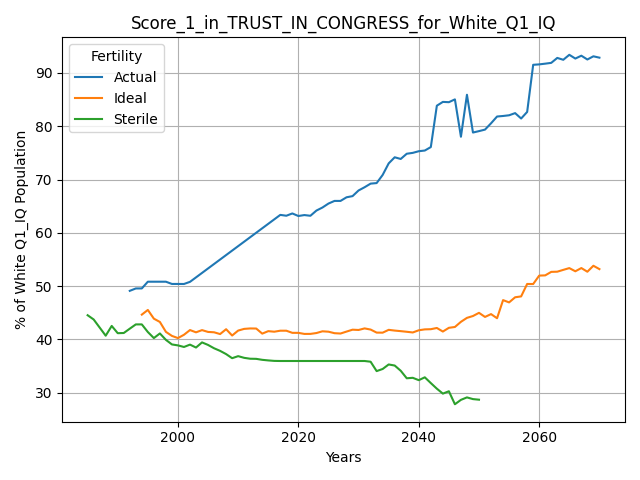 Score_1_in_TRUST_IN_CONGRESS_for_White_Q1_IQ
Fertility
Actual
Ideal
Sterile
% of White Q1_IQ Population
90
80
70
60
50
40
30
2000
2020
2040
2060
Years